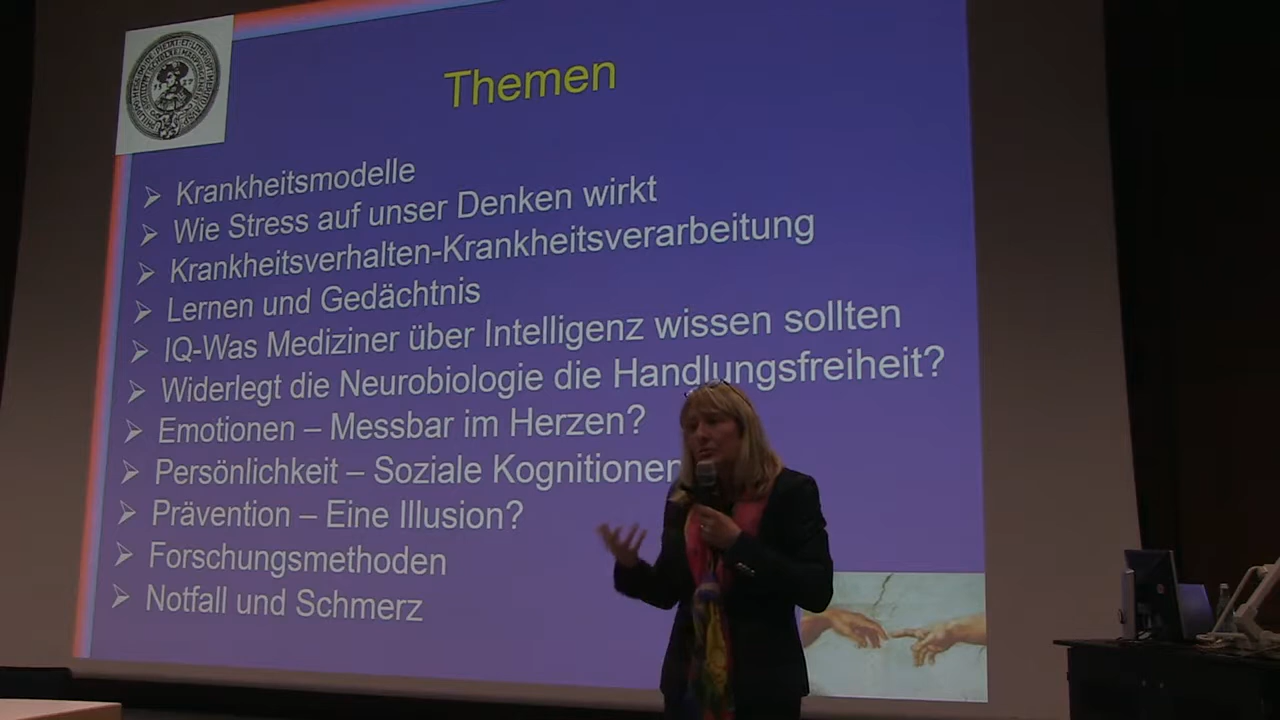 Themen
Krankheitsmodelle
Wie Stress auf unser Denken wirkt
Krankheitsverhalten-Krankheitsverarbeitung
Lernen und Gedächtnis
IQ-Was Mediziner über Intelligenz wissen sollten
Widerlegt die Neurobiologie die Handlungsfreiheit?
Emotionen – Messbar im Herzen?
Persönlichkeit – Soziale Kognitionen
Prävention – Eine Illusion?
Forschungsmethoden
Notfall und Schmerz